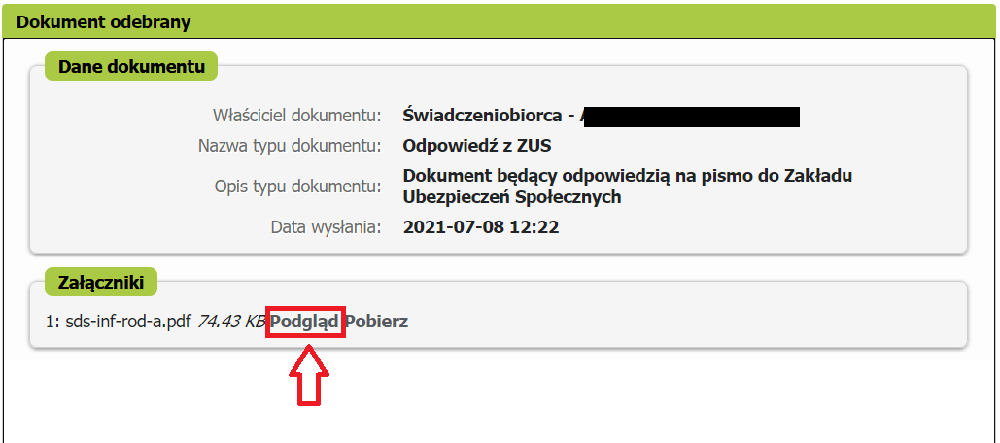 Dokument odebrany
Dane dokumentu
Właściciel dokumentu: Świadczeniobiorca -
Nazwa typu dokumentu: Odpowiedź z ZUS
Opis typu dokumentu: Dokument będący odpowiedzią na pismo do Zakładu
Ubezpieczeń Społecznych
Data wysłania: 2021-07-08 12:22
Załączniki
1: sds-inf-rod-a.pdf 74.43 KB Podgląd Pobierz